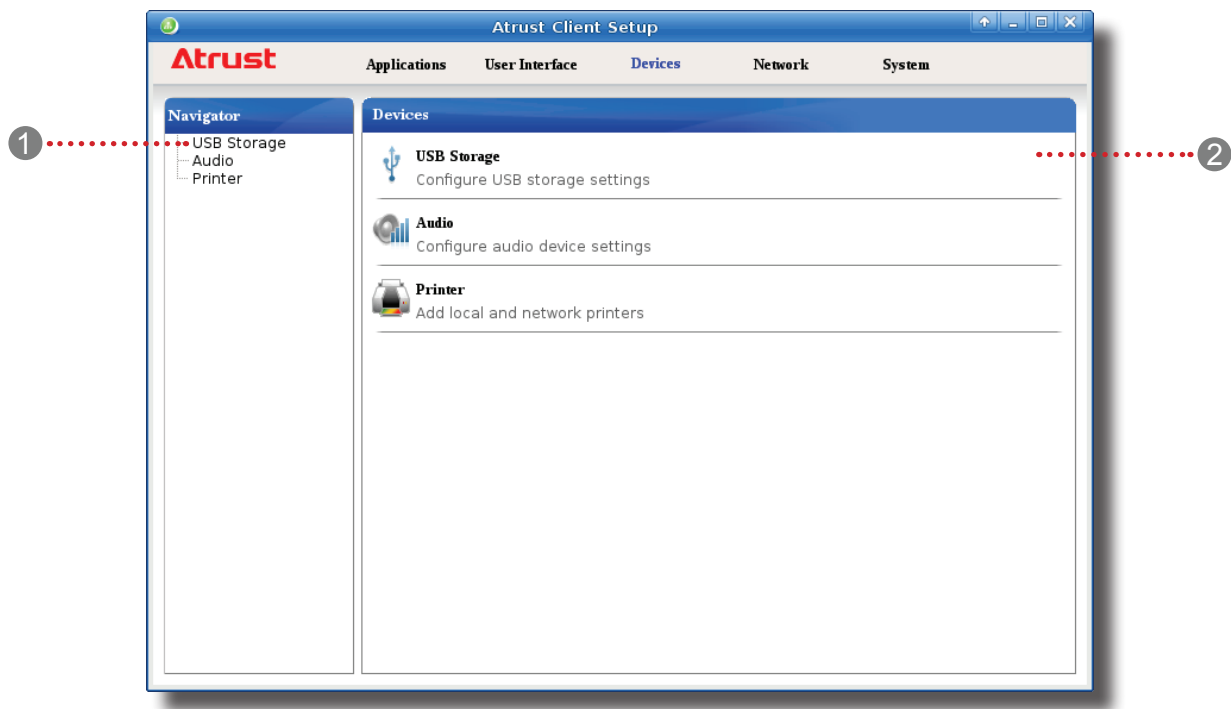 Atrust Client Setup
Atrust
Applications User Interface Devices Network System
Navigator
USB Storage
Audio
Printer
Devices
USB Storage
Configure USB storage settings
Audio
Configure audio device settings
Printer
Add local and network printers
1
2